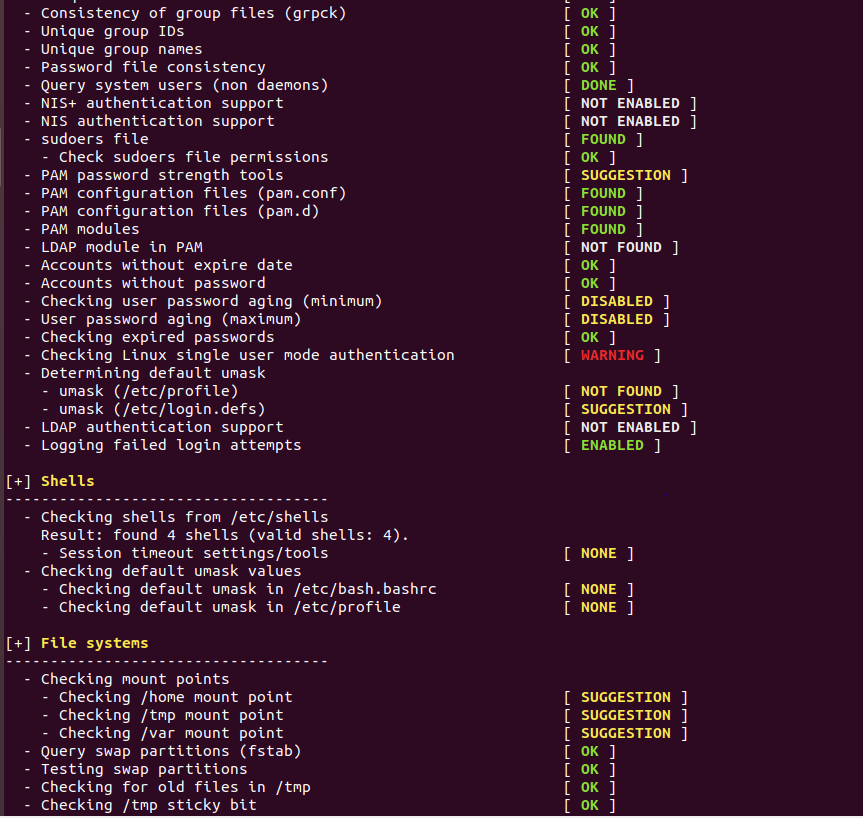 - Consistency of group files (grpck) [ OK ]
- Unique group IDs [ OK ]
- Unique group names [ OK ]
- Password file consistency [ OK ]
- Query system users (non daemons) [ DONE ]
- NIS+ authentication support [ NOT ENABLED ]
- NIS authentication support [ NOT ENABLED ]
- sudoers file [ FOUND ]
- Check sudoers file permissions [ OK ]
- PAM password strength tools [ SUGGESTION ]
- PAM configuration files (pam.conf) [ FOUND ]
- PAM configuration files (pam.d) [ FOUND ]
- PAM modules [ FOUND ]
- LDAP module in PAM [ NOT FOUND ]
- Accounts without expire date [ OK ]
- Accounts without password [ OK ]
- Checking user password aging (minimum) [ DISABLED ]
- User password aging (maximum) [ DISABLED ]
- Checking expired passwords [ OK ]
- Checking Linux single user mode authentication [ WARNING ]
- Determining default umask
- umask (/etc/profile) [ NOT FOUND ]
- umask (/etc/login.defs) [ SUGGESTION ]
- LDAP authentication support [ NOT ENABLED ]
- Logging failed login attempts [ ENABLED ]
[+] Shells
------------------------------------
- Checking shells from /etc/shells
Result: found 4 shells (valid shells: 4).
- Session timeout settings/tools [ NONE ]
- Checking default umask values
- Checking default umask in /etc/bash.bashrc [ NONE ]
- Checking default umask in /etc/profile [ NONE ]
[+] File systems
------------------------------------
- Checking mount points
- Checking /home mount point [ SUGGESTION ]
- Checking /tmp mount point [ SUGGESTION ]
- Checking /var mount point [ SUGGESTION ]
- Query swap partitions (fstab) [ OK ]
- Testing swap partitions [ OK ]
- Checking for old files in /tmp [ OK ]
- Checking /tmp sticky bit [ OK ]